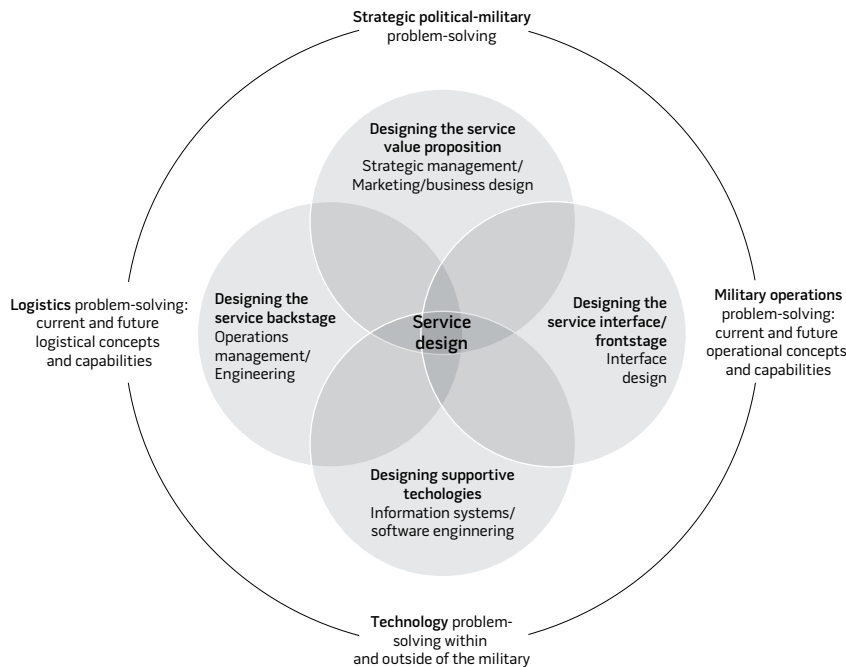 Strategic political-military
problem-solving
Designing the service
value proposition
Strategic management/
Marketing/business design
Logistics problem-solving:
current and future
logistical concepts
and capabilities
Designing the
service backstage
Operations
management/
Engineering
Service
design
Designing the
service interface/
frontstage
Interface
design
Military operations
problem-solving:
current and future
operational concepts
and capabilities
Designing supportive
techologies
Information systems/
software enginnering
Technology problem-
solving within
and outside of the military